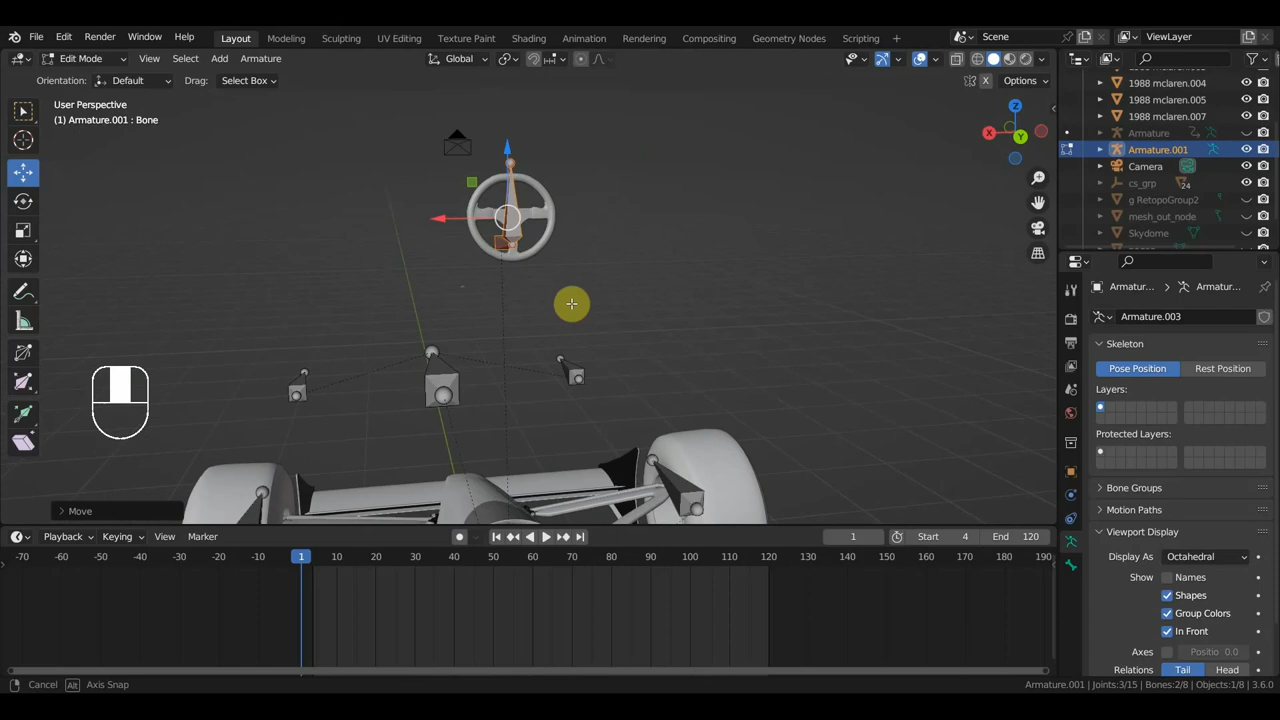 File Edit Render Window Help Layout Modeling Sculpting UV Editing Texture Paint Shading Animation Rendering Compositing Geometry Nodes Scripting + Scene ViewLayer
Edit Mode View Select Add Armature Global
Orientation: Default Drag: Select Box X Options
User Perspective
(1) Armature.001 : Bone
Z
X
Y
1988 mclaren.004
1988 mclaren.005
1988 mclaren.007
Armature
Armature.001
Camera
cs_grp 24
g RetopoGroup2
mesh_out_node
Skydome
Armatur... Armatur...
Armature.003
Skeleton
Pose Position Rest Position
Layers:
Protected Layers:
Bone Groups
Motion Paths
Viewport Display
Display As Octahedral
Show Names
Shapes
Group Colors
In Front
Axes Positio 0.0
Relations Tail Head
Move
Playback Keying View Marker 1 Start 4 End 120
-70 -60 -50 -40 -30 -20 -10 1 10 20 30 40 50 60 70 80 90 100 110 120 130 140 150 160 170 180 190
Cancel Alt Axis Snap Armature.001 | Joints:3/15 | Bones:2/8 | Objects:1/8 | 3.6.0